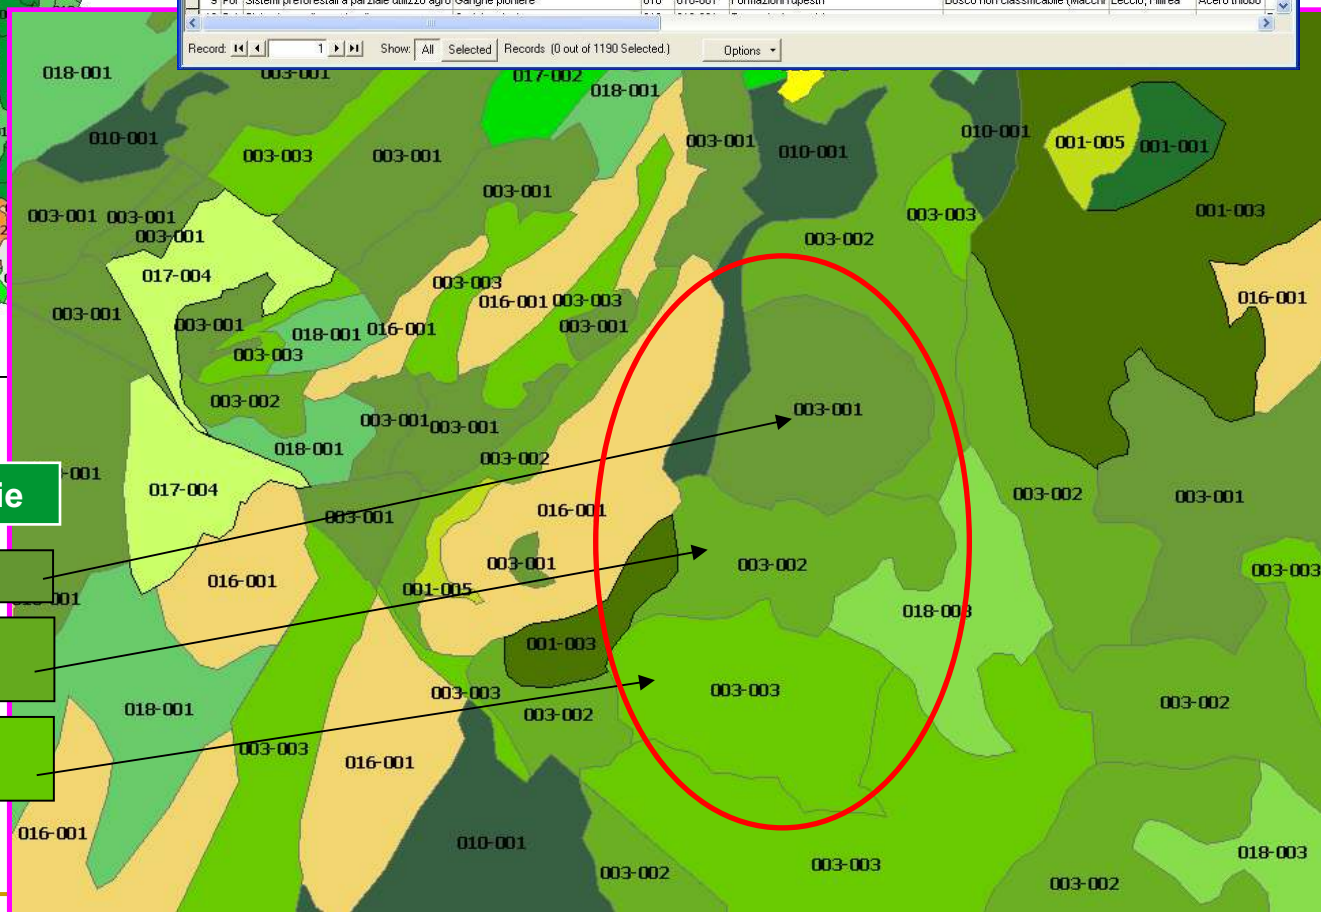 Sistemi preforestali a parziale utilizzo agro Garighe pioniere 010 010-001 Formazioni rupestri Bosco non classificabile (Macchi Leccio, Fillirea Acero trilobo
Record: 1 Show: All Selected Records (0 out of 1190 Selected.) Options
018-001 003-001 017-002 018-001
010-001 003-003 003-001 003-001 010-001 010-001 001-005 001-001
003-001 003-001 003-001 003-003 001-003
003-001 003-002
017-004 003-003 016-001 003-003 016-001
003-001 003-001 018-001 016-001 003-001
003-003
003-002 003-001 003-001 003-001
018-001 003-002
-001 017-004 016-001 003-002 003-001
ie
003-001
016-001 003-001 003-002 003-003
001-005
001 018-003
001-003
018-001 003-003 003-002 003-003 003-002
003-003 016-001
016-001 010-001 003-002 003-003 018-003
003-002